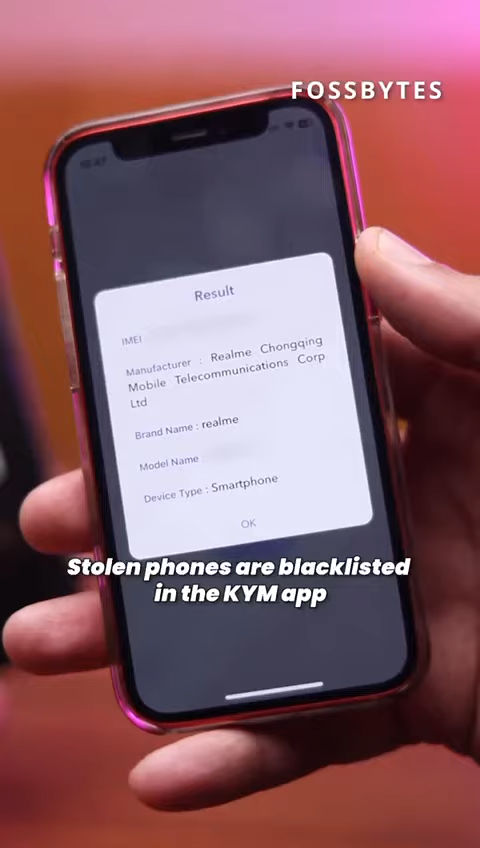 FOSSBYTES
Result
IMEI
Manufacturer : Realme Chongqing
Mobile Telecommunications Corp
Ltd
Brand Name : realme
Model Name
Device Type : Smartphone
OK
Stolen phones are blacklisted
in the KYM app